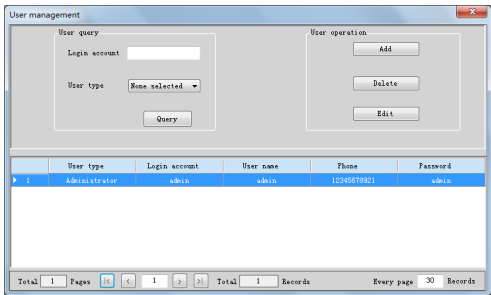 User management
User query
User operation
Login account
Add
User type None selected
Delete
Query
Edit
User type Login account User name Phone Password
1 Administrator admin admin 12345678921 admin
Total 1 Pages |< < 1 > >| Total 1 Records Every page 30 Records